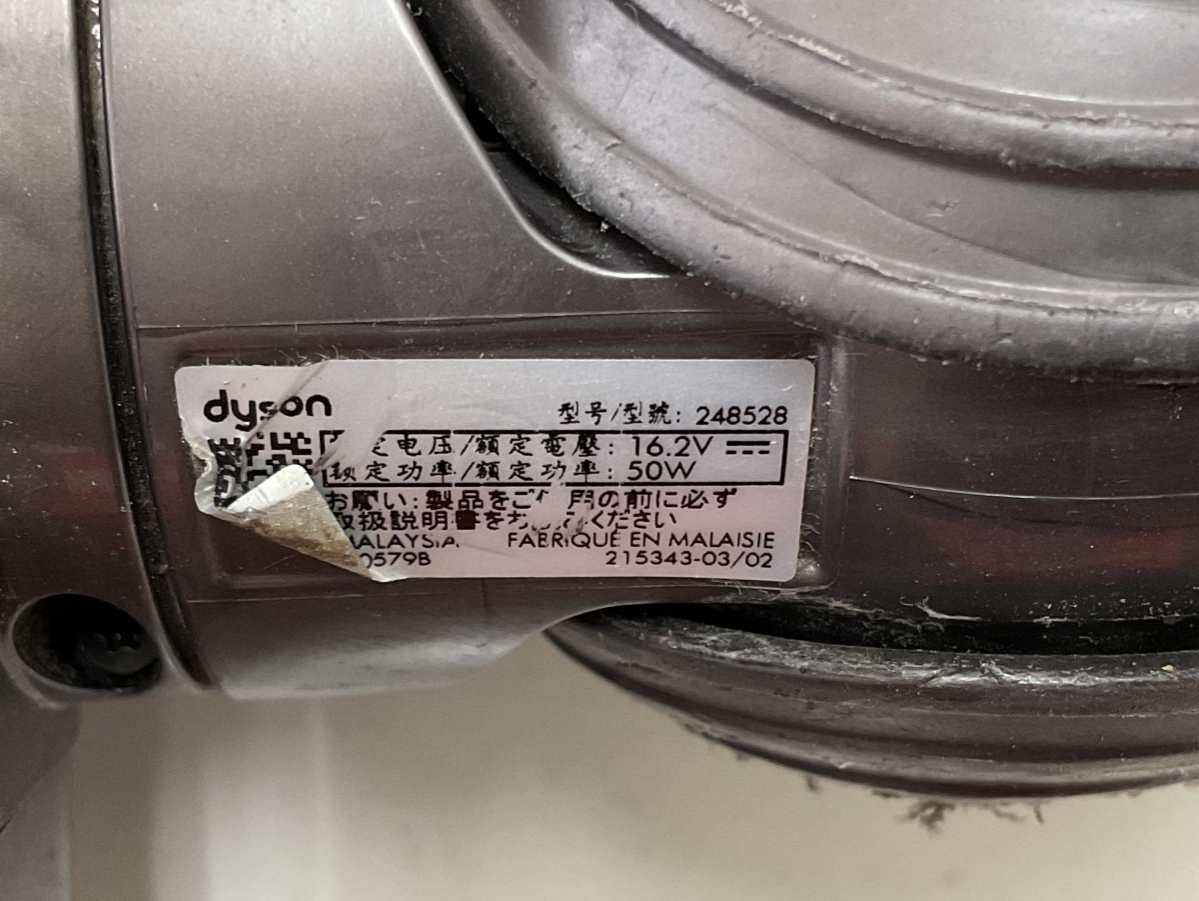 dyson
型号/型號: 248528
定电压/額定電壓: 16.2V
定功率/額定功率: 50W
お願い:製品をご の前に必ず
取扱説明書を ください
MALAYSIA FABRIQUÉ EN MALAISIE
0579B 215343-03/02